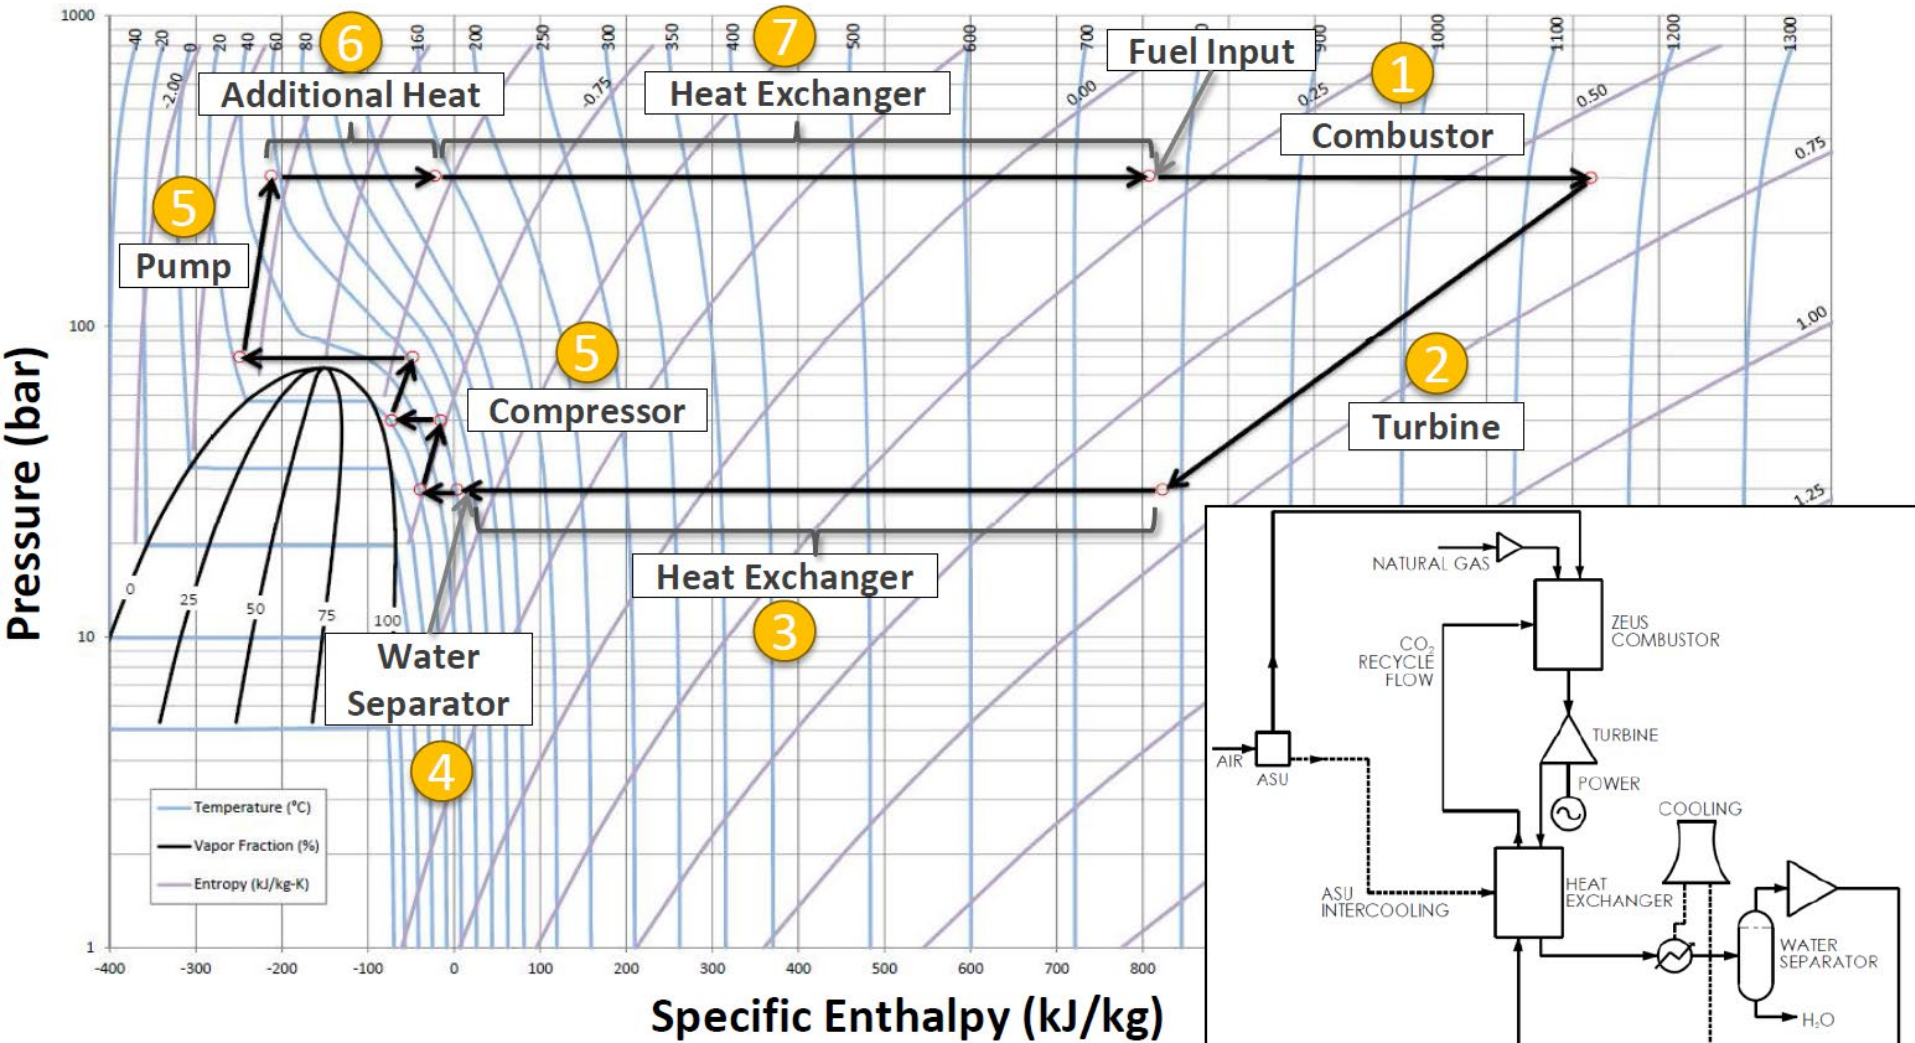 1000
-40
-20
0
20
40
60
80
160
200
250
300
350
400
500
600
700
900
1000
1100
1200
1300
6
Additional Heat
7
Heat Exchanger
Fuel Input
1
Combustor
-2.00
-0.75
0.00
0.25
0.50
0.75
1.00
1.25
5
Pump
100
5
Compressor
2
Turbine
Heat Exchanger
3
10
0
25
50
75
100
Water
Separator
4
Temperature (°C)
Vapor Fraction (%)
Entropy (kJ/kg-K)
1
-400
-300
-200
-100
0
100
200
300
400
500
600
700
800
Pressure (bar)
Specific Enthalpy (kJ/kg)
NATURAL GAS
ZEUS
COMBUSTOR
CO₂
RECYCLE
FLOW
TURBINE
AIR
ASU
POWER
COOLING
ASU
INTERCOOLING
HEAT
EXCHANGER
WATER
SEPARATOR
H₂O